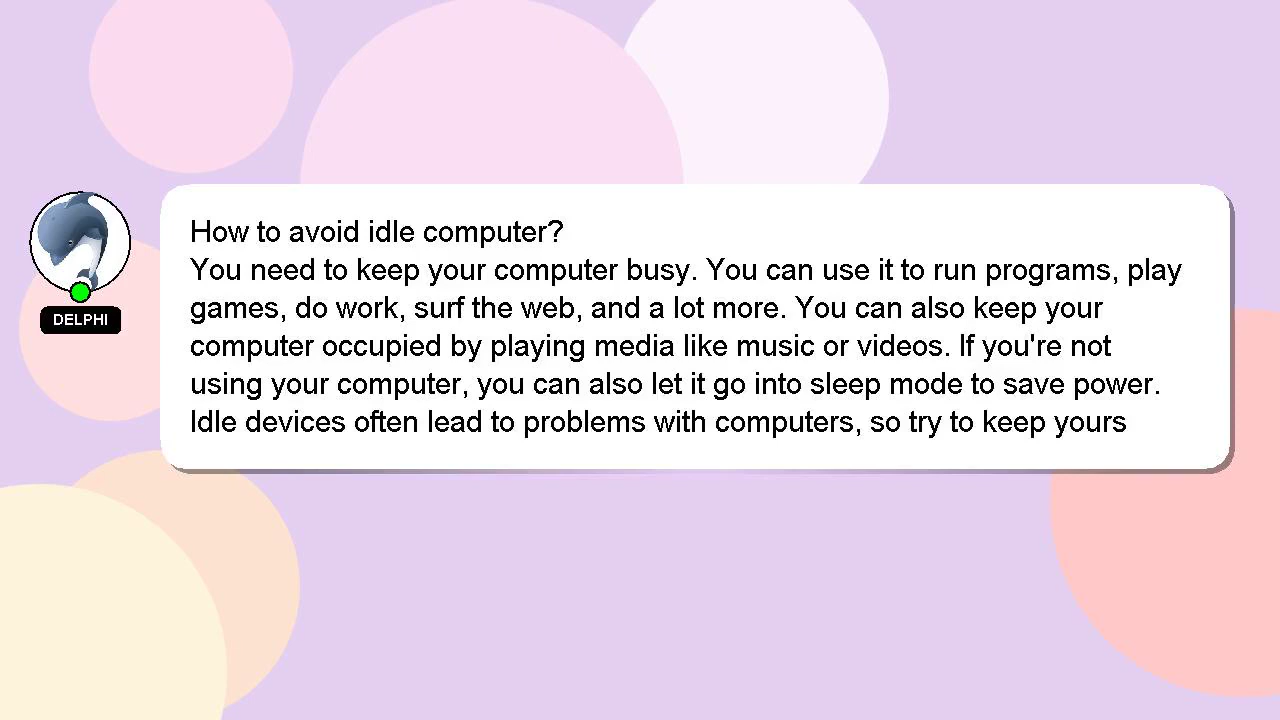 How to avoid idle computer?
You need to keep your computer busy. You can use it to run programs, play
games, do work, surf the web, and a lot more. You can also keep your
computer occupied by playing media like music or videos. If you're not
using your computer, you can also let it go into sleep mode to save power.
Idle devices often lead to problems with computers, so try to keep yours
DELPHI